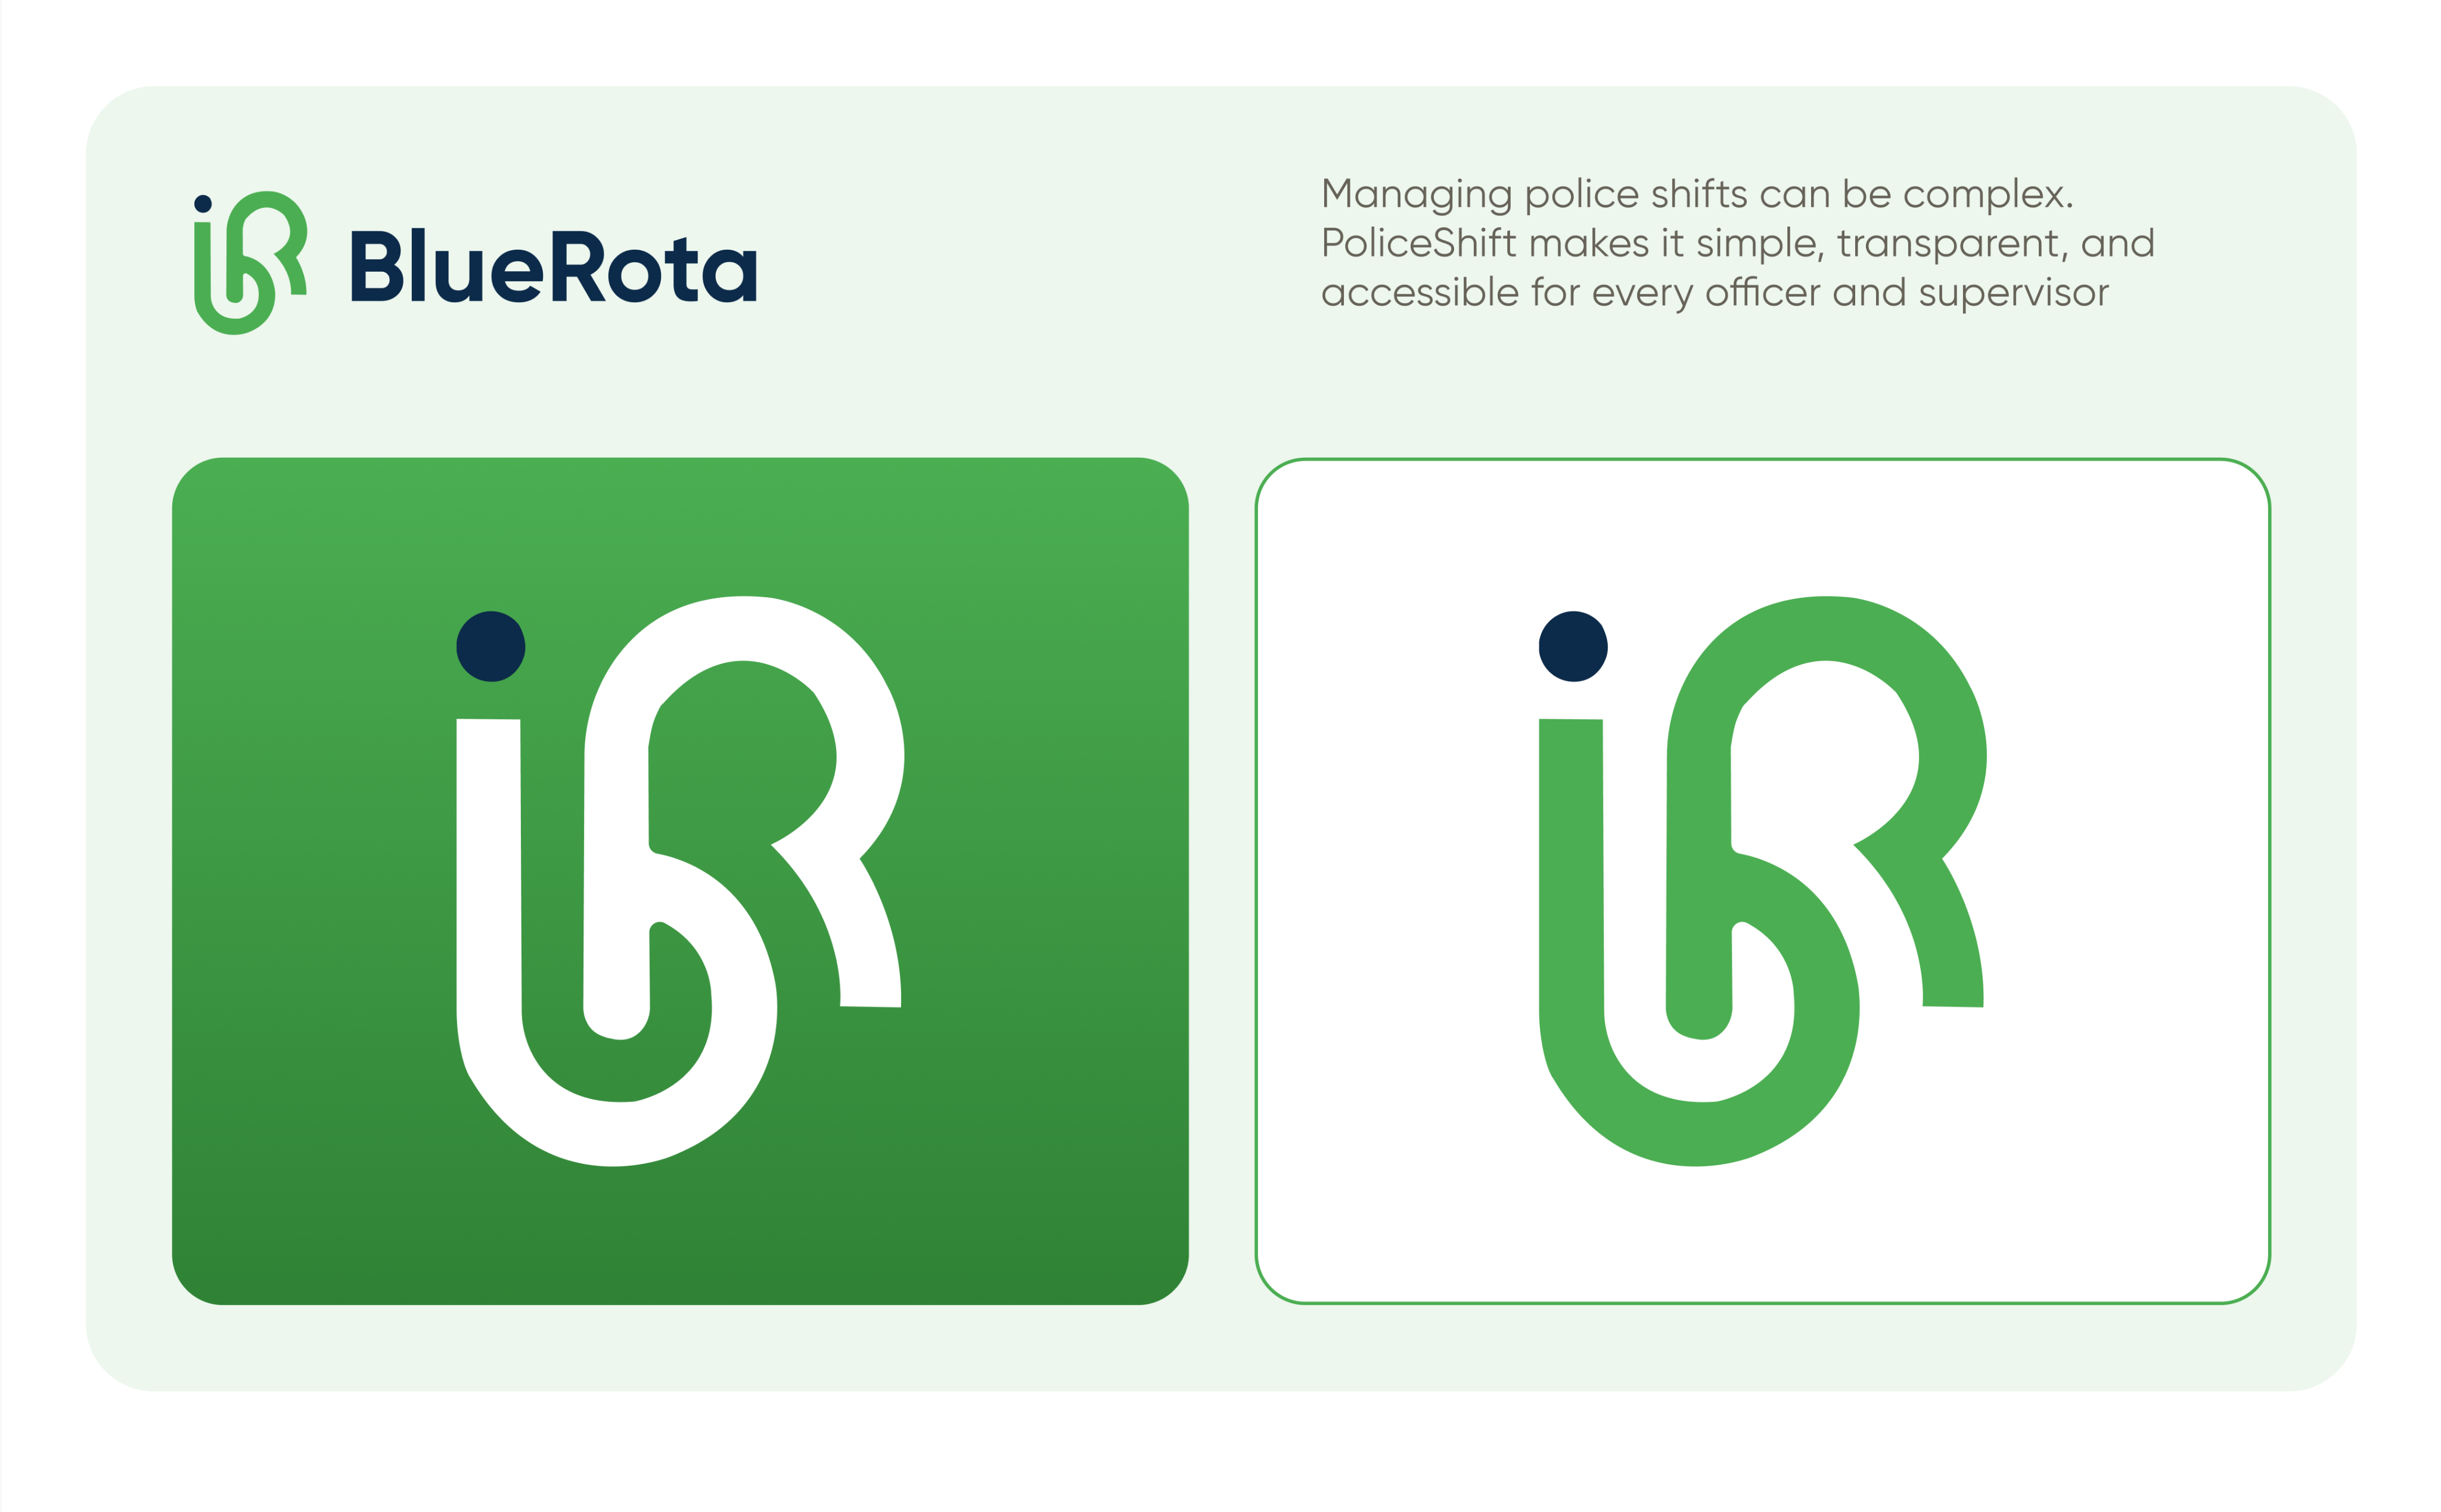 BlueRota
Managing police shifts can be complex.
PoliceShift makes it simple, transparent, and
accessible for every officer and supervisor